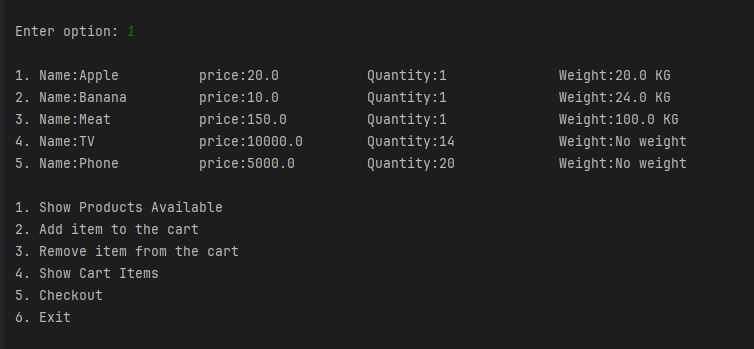 Enter option: 1
1. Name:Apple price:20.0 Quantity:1 Weight:20.0 KG
2. Name:Banana price:10.0 Quantity:1 Weight:24.0 KG
3. Name:Meat price:150.0 Quantity:1 Weight:100.0 KG
4. Name:TV price:10000.0 Quantity:14 Weight:No weight
5. Name:Phone price:5000.0 Quantity:20 Weight:No weight
1. Show Products Available
2. Add item to the cart
3. Remove item from the cart
4. Show Cart Items
5. Checkout
6. Exit